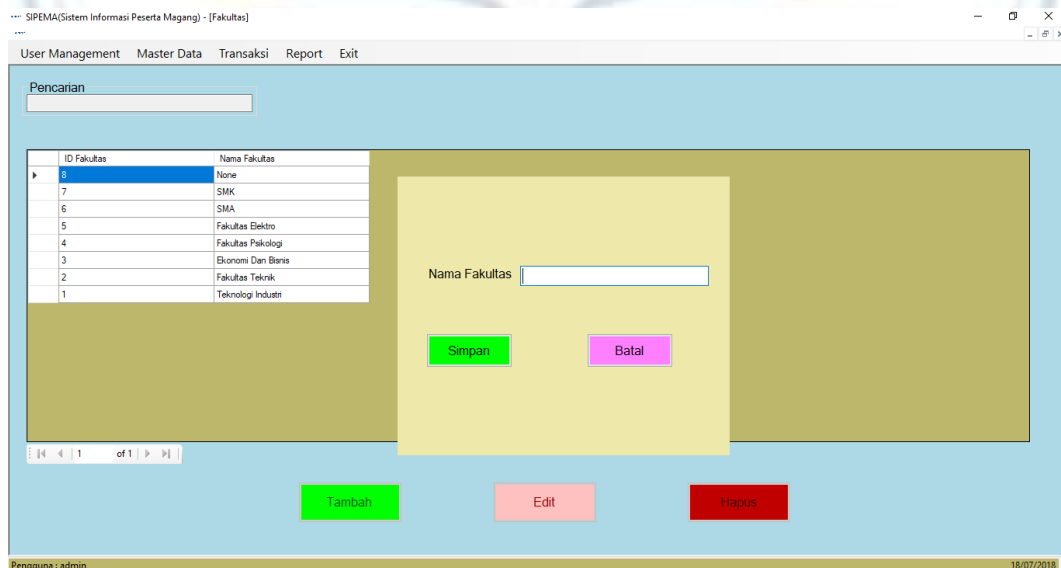 SIPEMA(Sistem Informasi Peserta Magang) - [Fakultas]
User Management Master Data Transaksi Report Exit
Pencarian
ID Fakultas Nama Fakultas
8 None
7 SMK
6 SMA
5 Fakultas Elektro
4 Fakultas Psikologi
3 Ekonomi Dan Bisnis
2 Fakultas Teknik
1 Teknologi Industri
Nama Fakultas
Simpan Batal
1 of 1
Tambah Edit Hapus
Pengguna : admin 18/07/2018